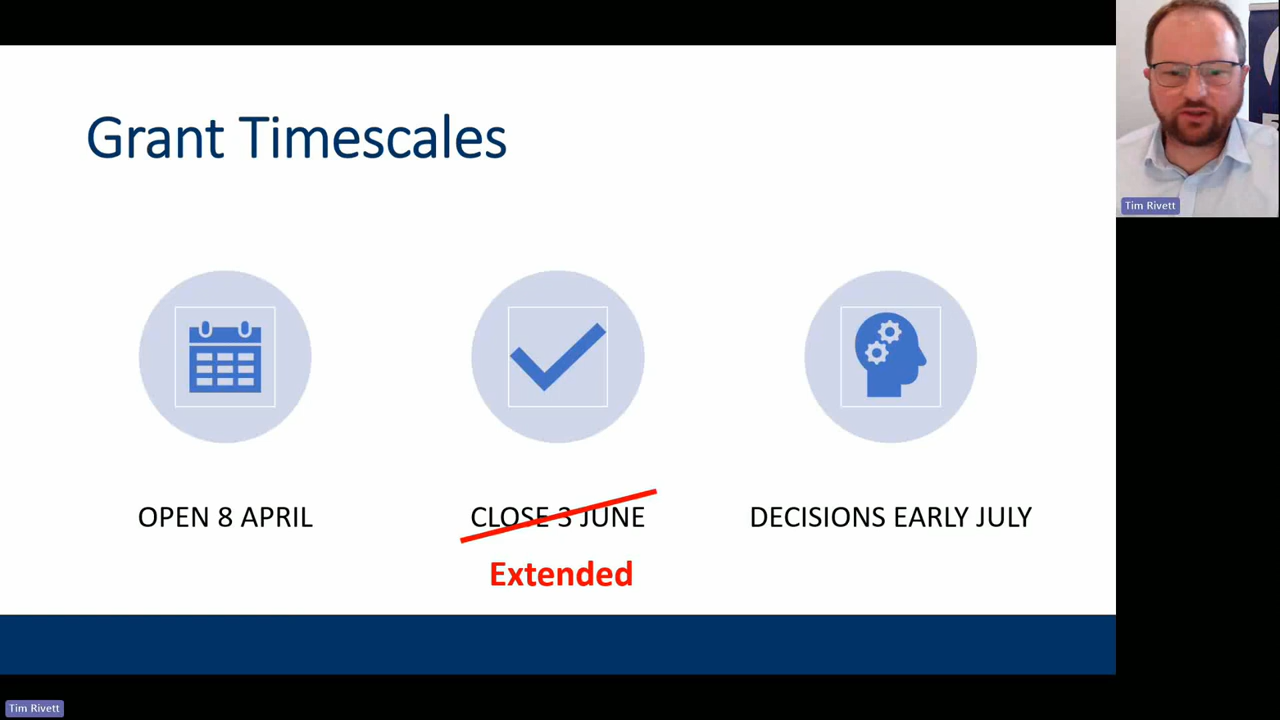 Grant Timescales
OPEN 8 APRIL
CLOSE 3 JUNE
Extended
DECISIONS EARLY JULY
Tim Rivett
Tim Rivett